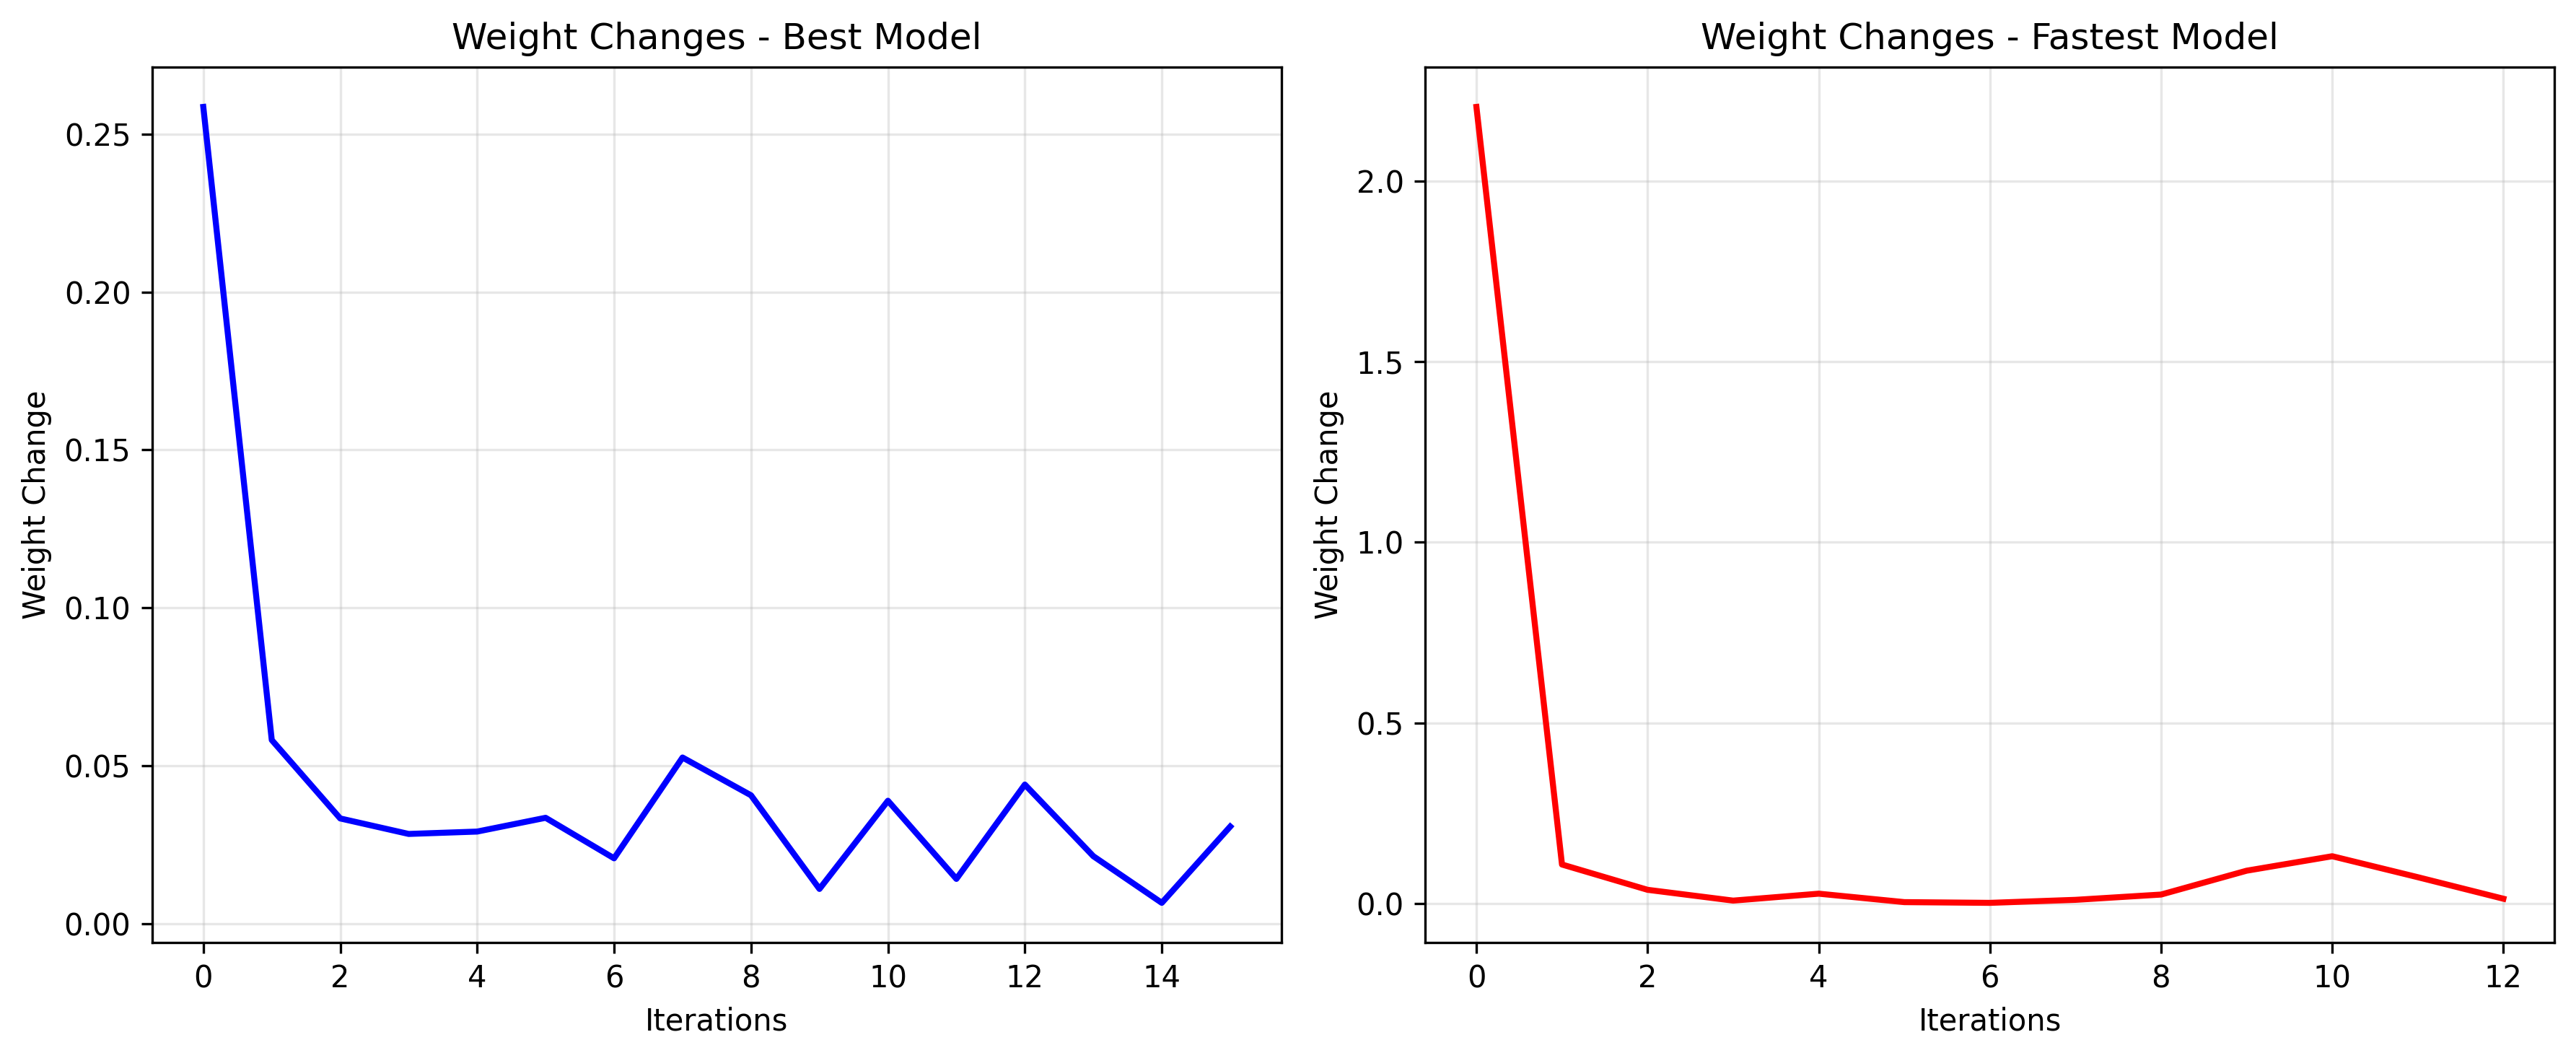 Weight Changes - Best Model
Weight Change
0.25
0.20
0.15
0.10
0.05
0.00
0 2 4 6 8 10 12 14
Iterations
Weight Changes - Fastest Model
Weight Change
2.0
1.5
1.0
0.5
0.0
0 2 4 6 8 10 12
Iterations